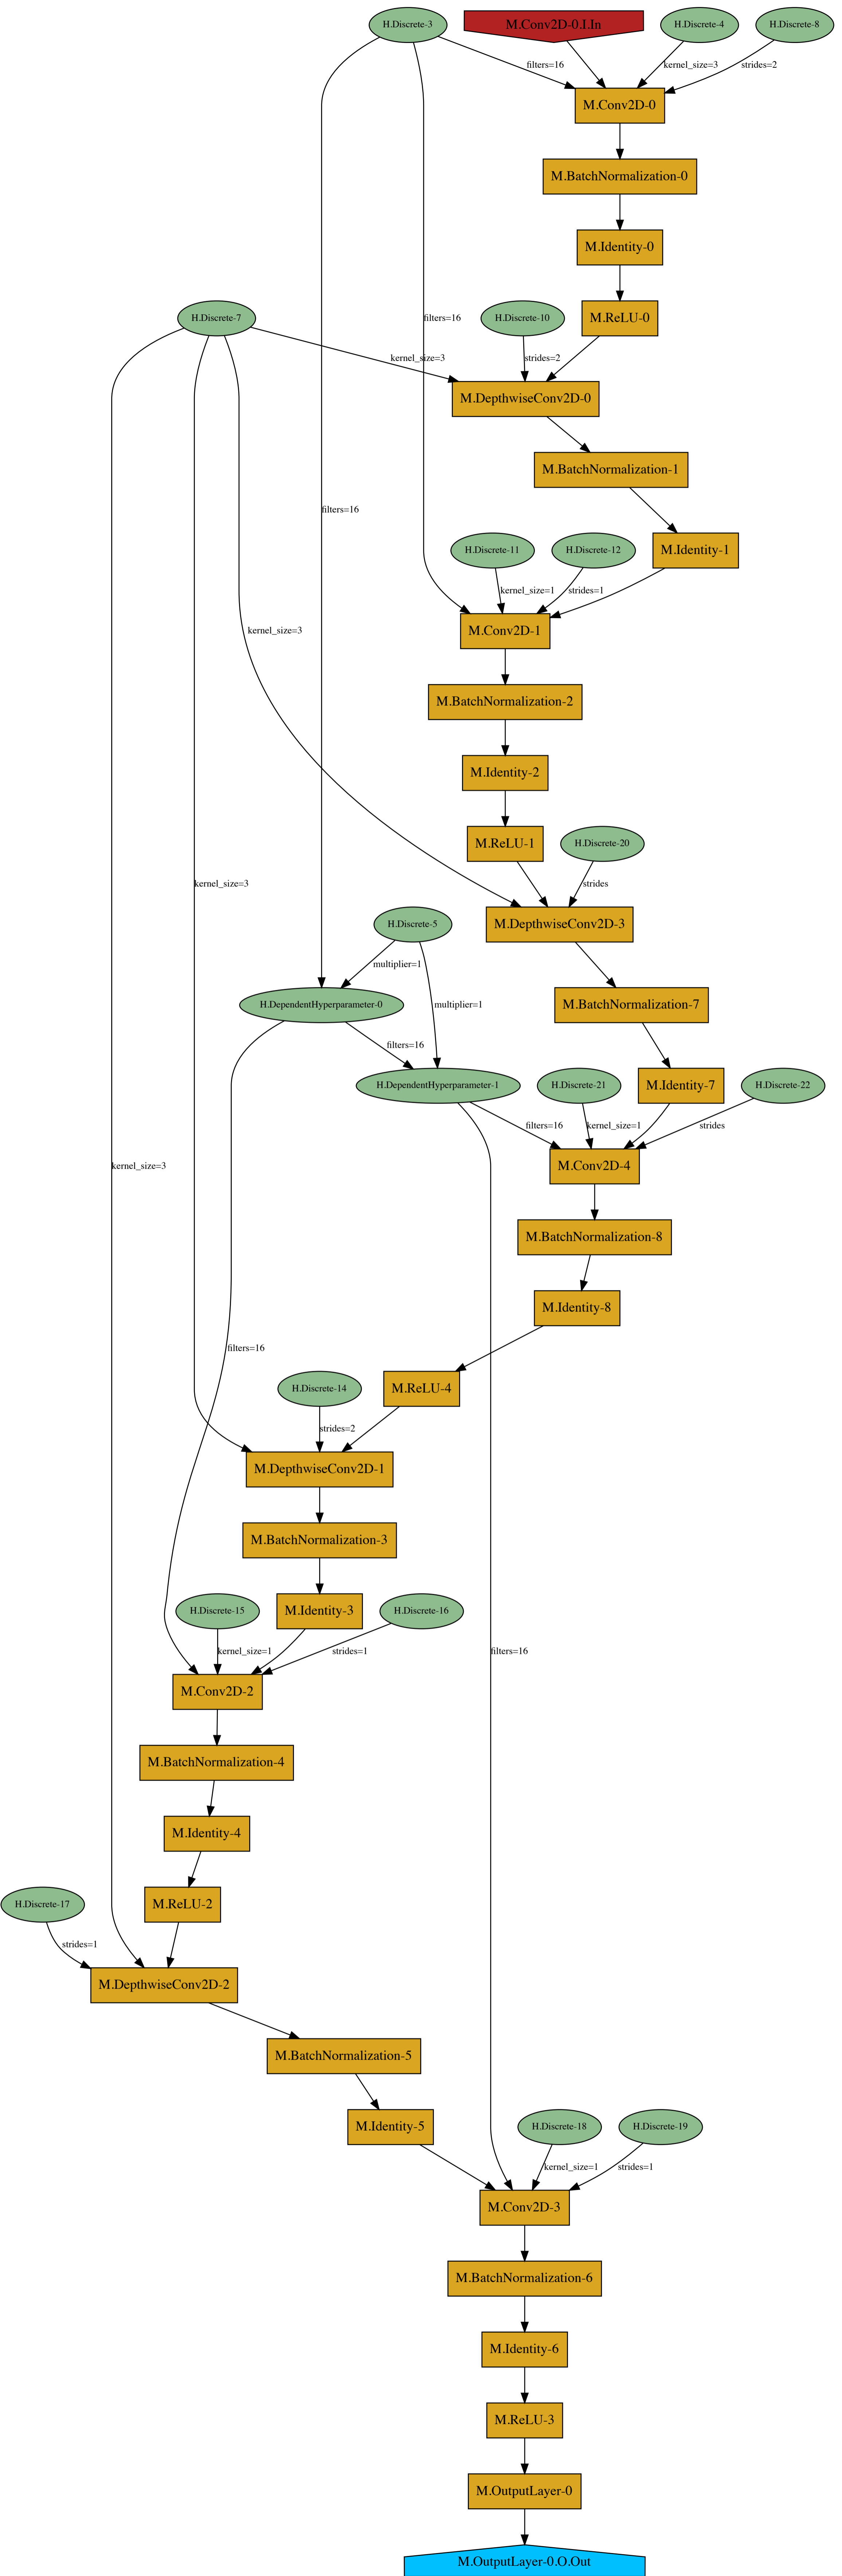 H.Discrete-3
M.Conv2D-0.I.In
H.Discrete-4
H.Discrete-8
filters=16
kernel_size=3
strides=2
M.Conv2D-0
M.BatchNormalization-0
M.Identity-0
H.Discrete-7
filters=16
H.Discrete-10
M.ReLU-0
kernel_size=3
strides=2
M.DepthwiseConv2D-0
M.BatchNormalization-1
filters=16
H.Discrete-11
H.Discrete-12
M.Identity-1
kernel_size=1
strides=1
kernel_size=3
M.Conv2D-1
M.BatchNormalization-2
M.Identity-2
M.ReLU-1
H.Discrete-20
kernel_size=3
strides
H.Discrete-5
M.DepthwiseConv2D-3
multiplier=1
H.DependentHyperparameter-0
multiplier=1
M.BatchNormalization-7
filters=16
H.DependentHyperparameter-1
H.Discrete-21
M.Identity-7
H.Discrete-22
filters=16
kernel_size=1
strides
kernel_size=3
M.Conv2D-4
M.BatchNormalization-8
M.Identity-8
filters=16
H.Discrete-14
M.ReLU-4
strides=2
M.DepthwiseConv2D-1
M.BatchNormalization-3
H.Discrete-15
M.Identity-3
H.Discrete-16
kernel_size=1
strides=1
filters=16
M.Conv2D-2
M.BatchNormalization-4
M.Identity-4
H.Discrete-17
M.ReLU-2
strides=1
M.DepthwiseConv2D-2
M.BatchNormalization-5
M.Identity-5
H.Discrete-18
H.Discrete-19
kernel_size=1
strides=1
M.Conv2D-3
M.BatchNormalization-6
M.Identity-6
M.ReLU-3
M.OutputLayer-0
M.OutputLayer-0.O.Out